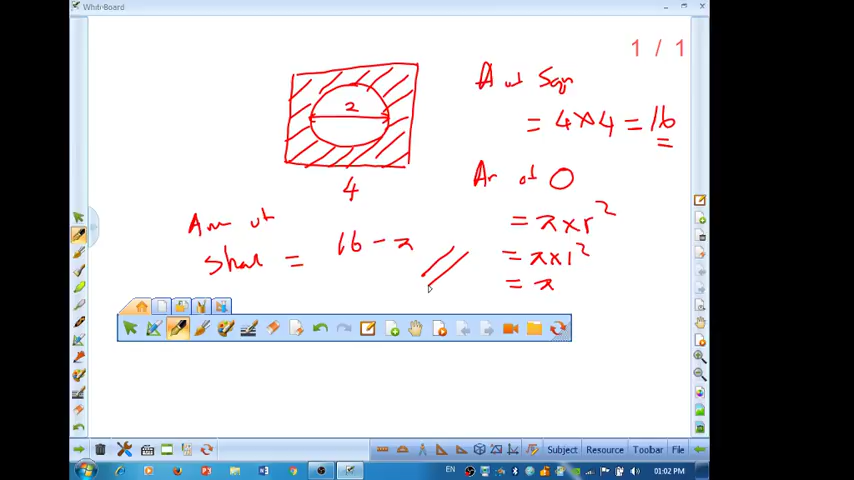 WhiteBoard
1 / 1
2
4
A of Sqr
= 4 × 4 = 16
Ar of O
= π × r²
= π × 1²
= π
Area of
shad = 16 - π
Subject
Resource
Toolbar
File
EN
01:02 PM